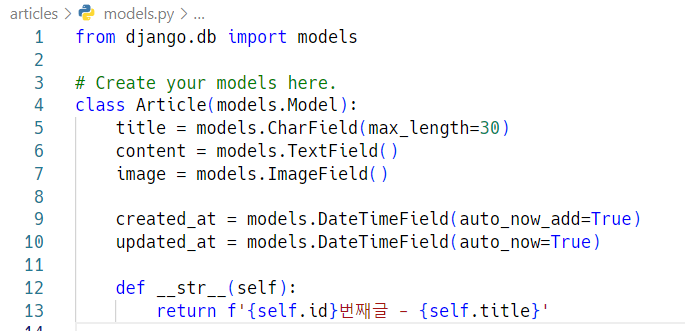 articles > models.py > ...
1 from django.db import models
2
3 # Create your models here.
4 class Article(models.Model):
5     title = models.CharField(max_length=30)
6     content = models.TextField()
7     image = models.ImageField()
8
9     created_at = models.DateTimeField(auto_now_add=True)
10     updated_at = models.DateTimeField(auto_now=True)
11
12     def __str__(self):
13         return f'{self.id}번째글 - {self.title}'